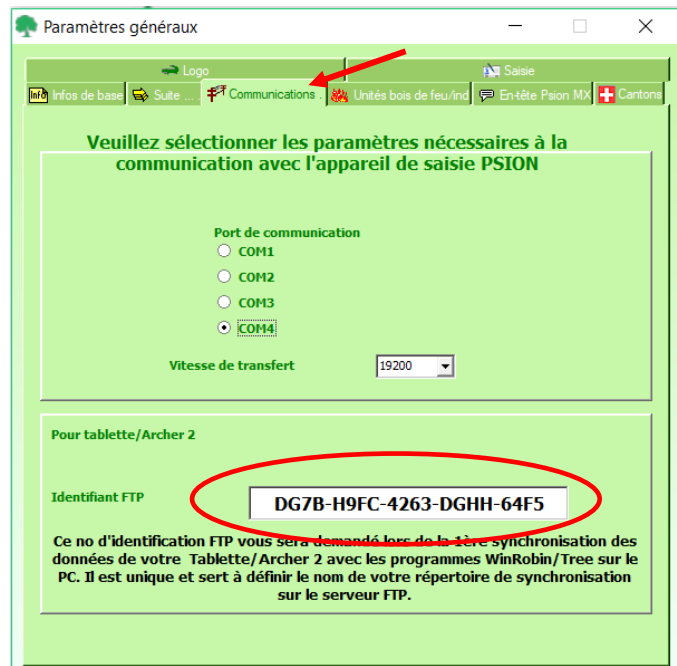 Paramètres généraux
Logo
Saisie
Info Infos de base
Suite ...
Communications .
Unités bois de feu/ind
En-tête Psion MX
Cantons
Veuillez sélectionner les paramètres nécessaires à la
communication avec l'appareil de saisie PSION
Port de communication
COM1
COM2
COM3
COM4
Vitesse de transfert 19200
Pour tablette/Archer 2
Identifiant FTP DG7B-H9FC-4263-DGHH-64F5
Ce no d'identification FTP vous sera demandé lors de la 1ère synchronisation des
données de votre Tablette/Archer 2 avec les programmes WinRobin/Tree sur le
PC. Il est unique et sert à définir le nom de votre répertoire de synchronisation
sur le serveur FTP.